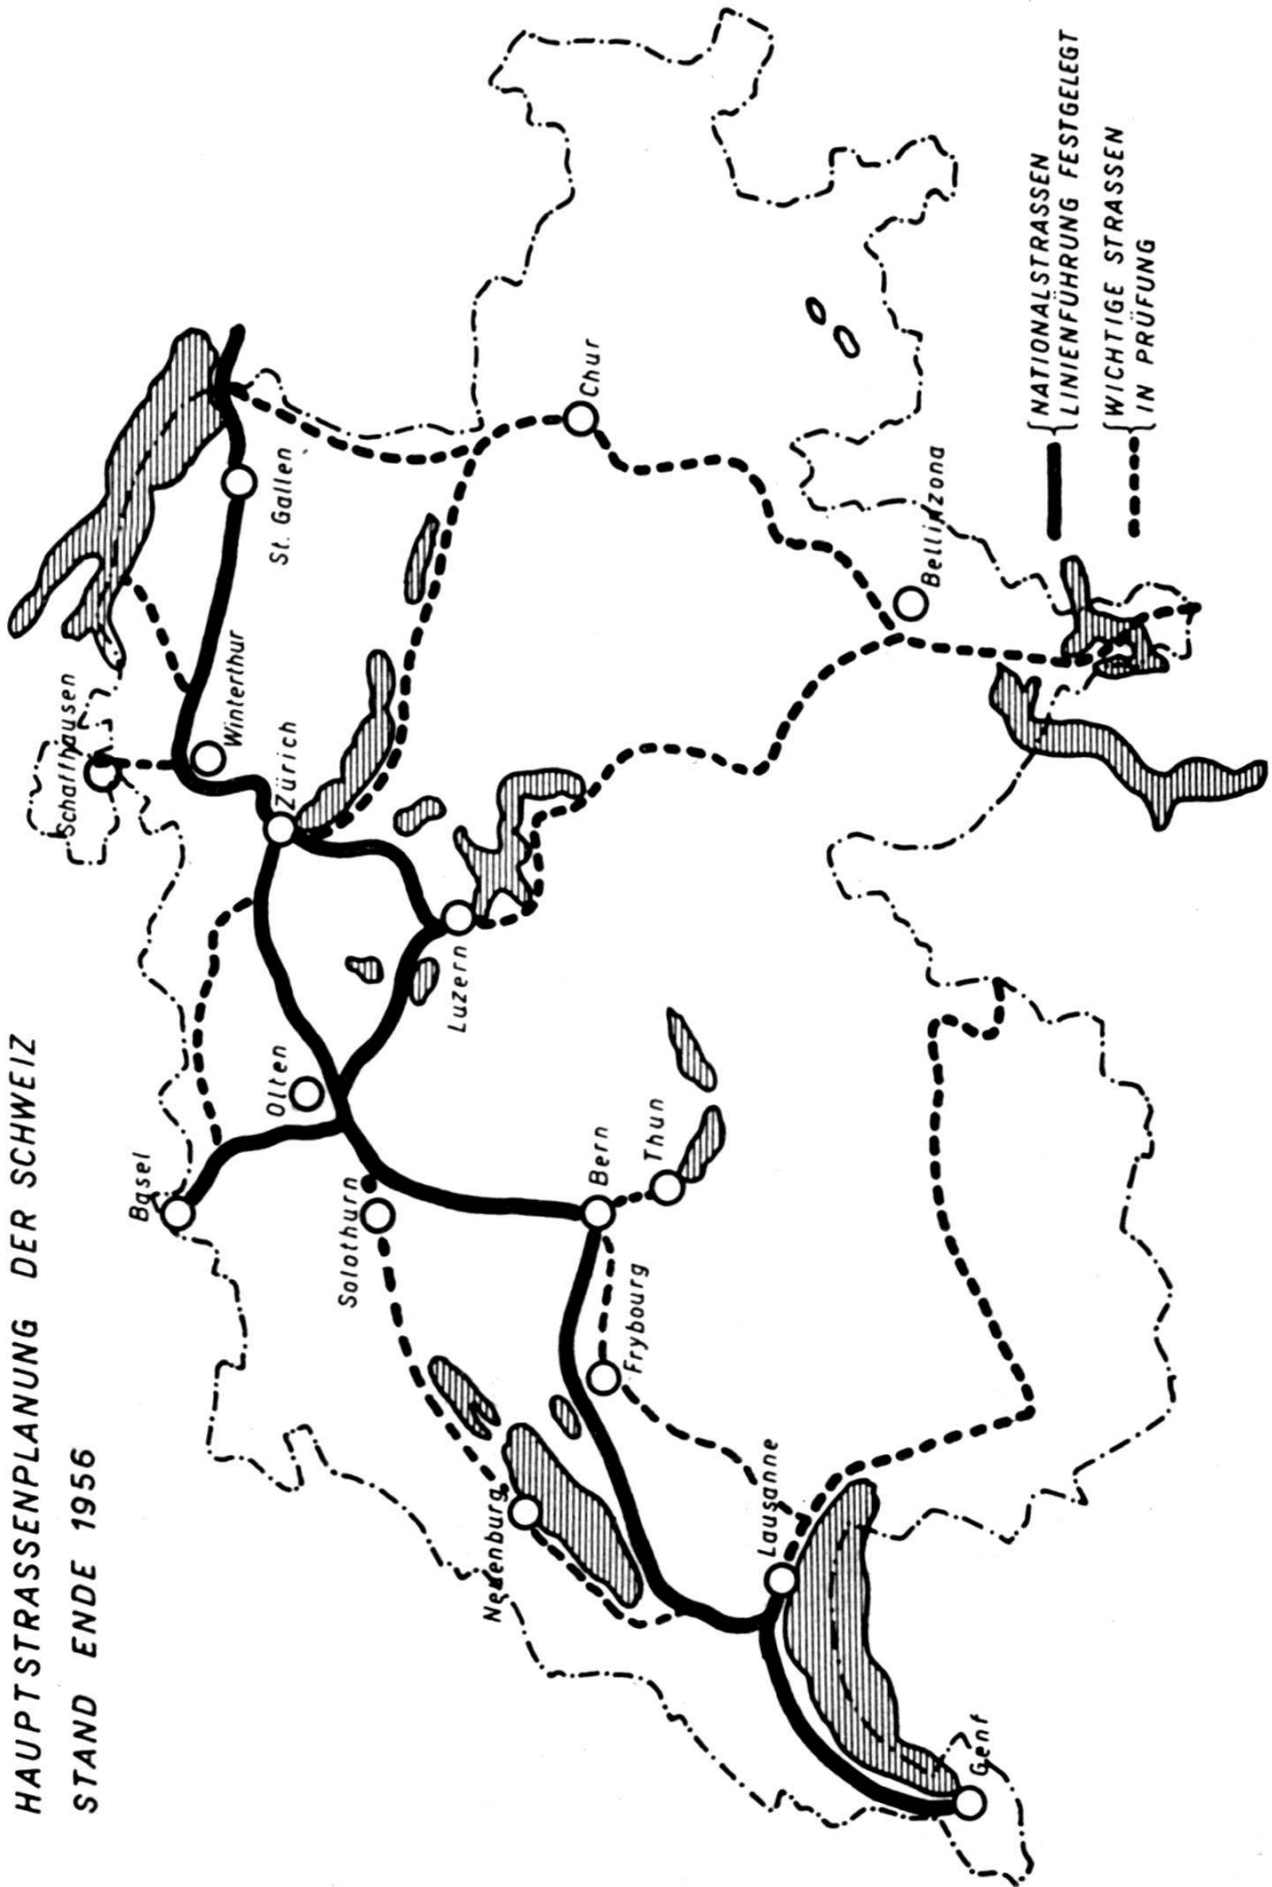 HAUPTSTRASSENPLANUNG DER SCHWEIZ
STAND ENDE 1956
Schaffhausen
Basel
Winterthur
St. Gallen
Zürich
Olten
Solothurn
Luzern
Neuenburg
Bern
Thun
Chur
Frybourg
Lausanne
Bellinzona
Genf
NATIONALSTRASSEN
LINIENFÜHRUNG FESTGELEGT
WICHTIGE STRASSEN
IN PRÜFUNG